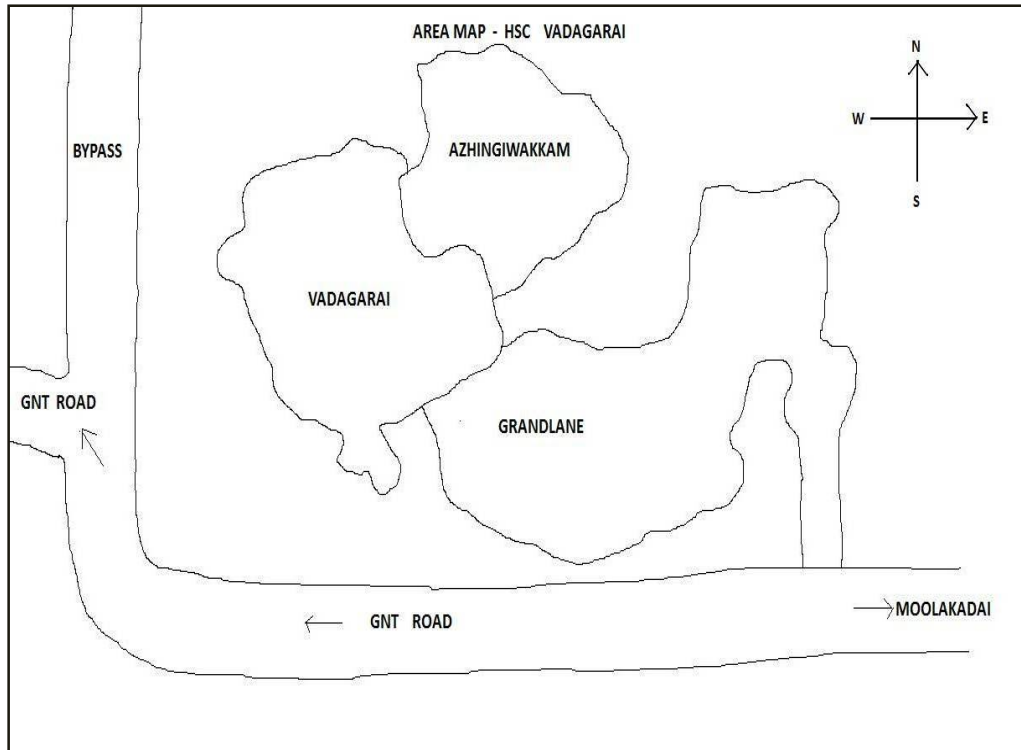 AREA MAP - HSC VADAGARAI
N
W
E
S
BYPASS
AZHINGIWAKKAM
VADAGARAI
GNT ROAD
GRANDLANE
GNT ROAD
MOOLAKADAI